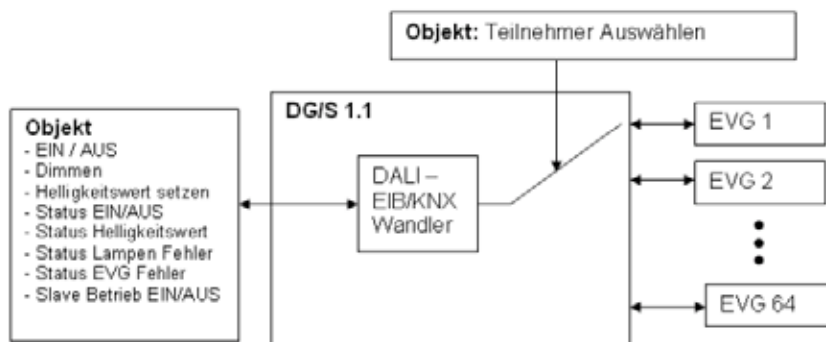 Objekt: Teilnehmer Auswählen
Objekt
- EIN / AUS
- Dimmen
- Helligkeitswert setzen
- Status EIN/AUS
- Status Helligkeitswert
- Status Lampen Fehler
- Status EVG Fehler
- Slave Betrieb EIN/AUS
DG/S 1.1
DALI –
EIB/KNX
Wandler
EVG 1
EVG 2
EVG 64